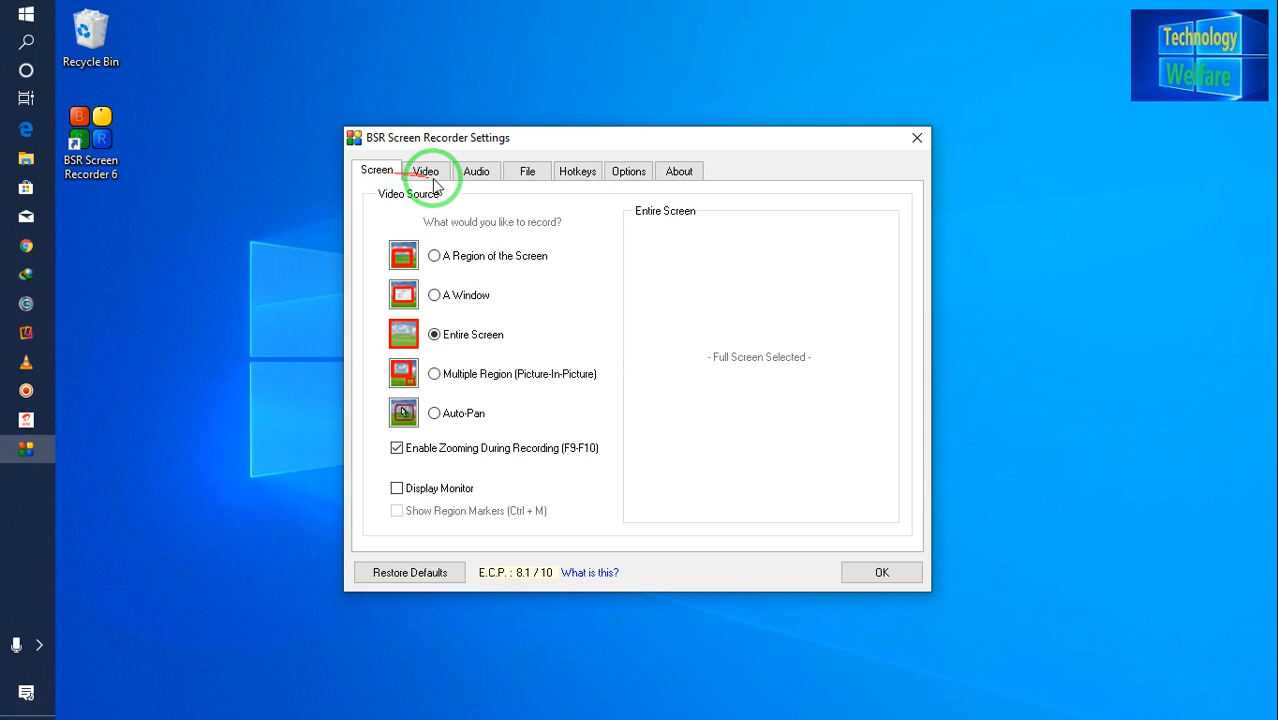 Recycle Bin
BSR Screen
Recorder 6
Technology
Welfare
BSR Screen Recorder Settings
Screen
Video
Audio
File
Hotkeys
Options
About
Video Source
What would you like to record?
A Region of the Screen
A Window
Entire Screen
Multiple Region (Picture-In-Picture)
Auto-Pan
Enable Zooming During Recording (F9-F10)
Display Monitor
Show Region Markers (Ctrl + M)
Entire Screen
- Full Screen Selected -
Restore Defaults
E.C.P. : 8.1 / 10
What is this?
OK